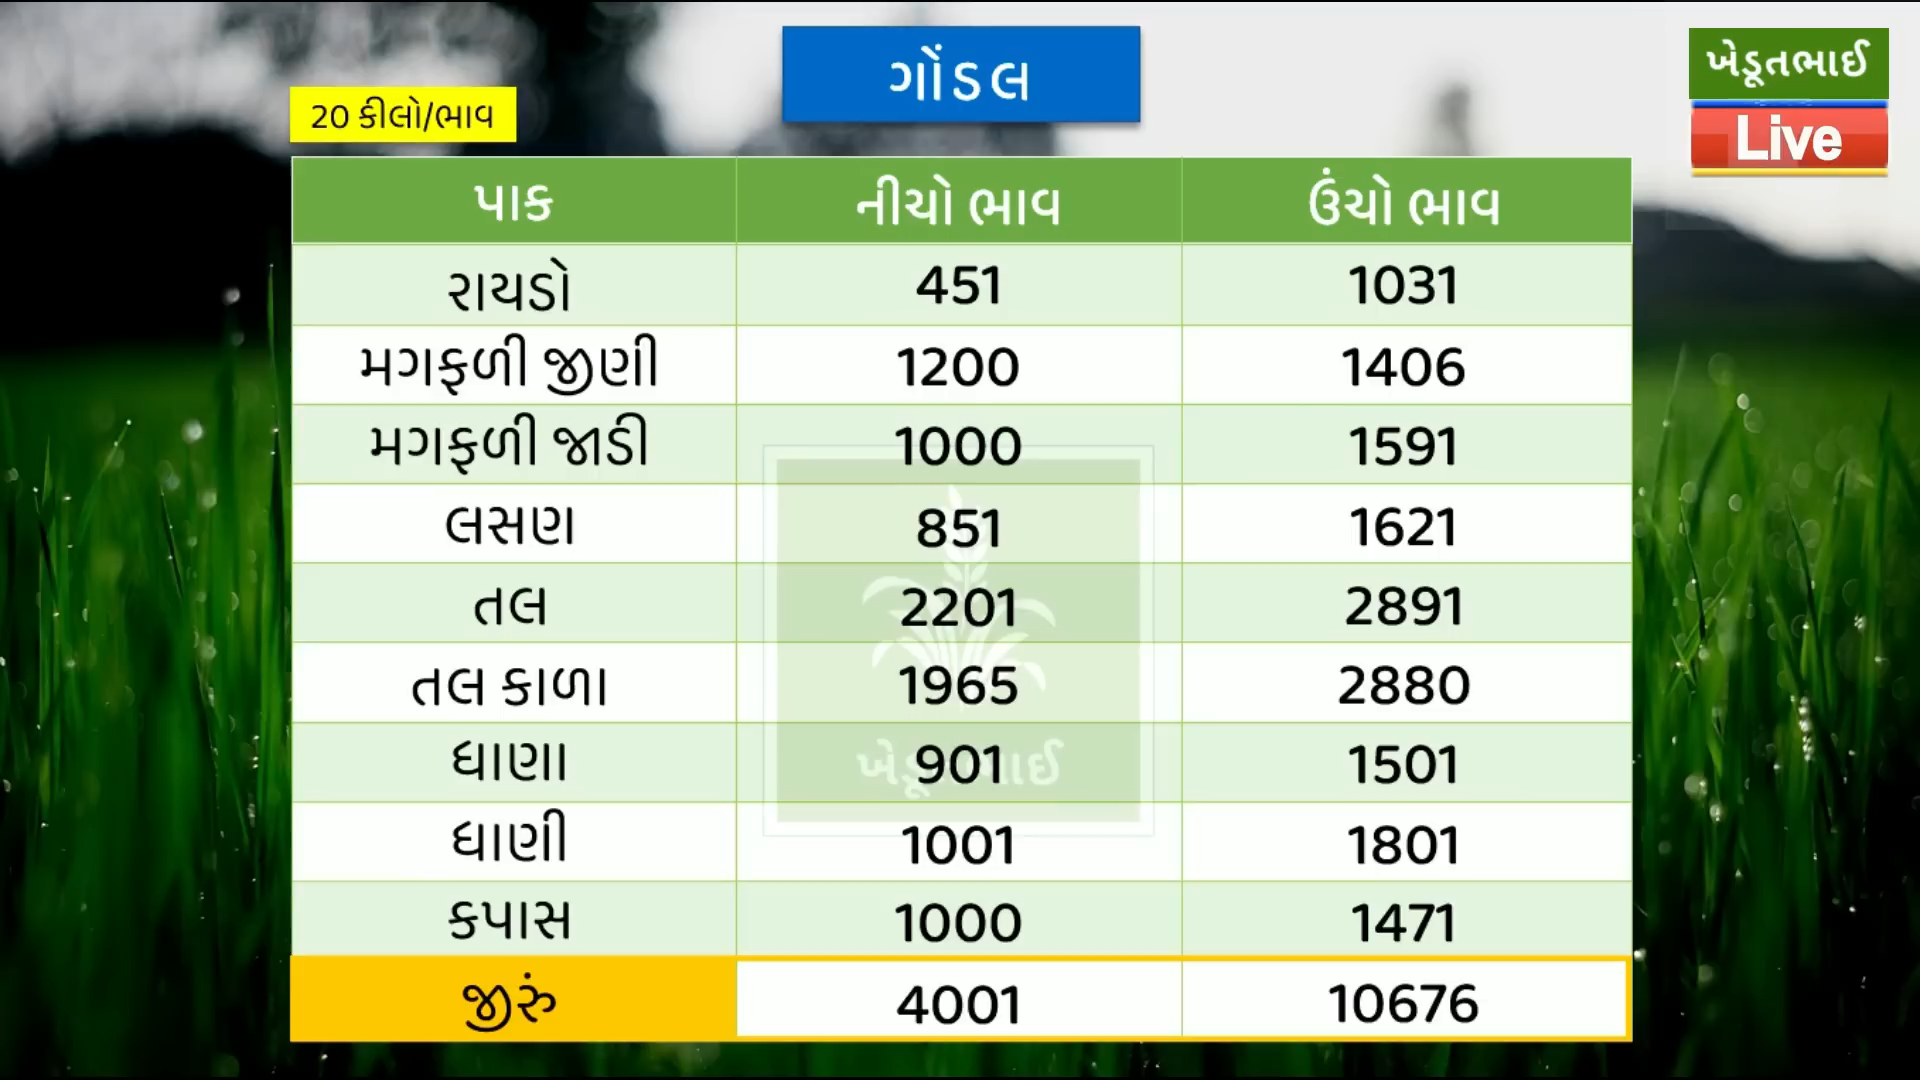 ગોંડલ
ખેડૂતભાઈ
Live
20 કીલો/ભાવ
પાક નીચો ભાવ ઉંચો ભાવ
રાયડો 451 1031
મગફળી જીણી 1200 1406
મગફળી જાડી 1000 1591
લસણ 851 1621
તલ 2201 2891
તલ કાળા 1965 2880
ધાણા 901 1501
ધાણી 1001 1801
કપાસ 1000 1471
જીરું 4001 10676
ખેડૂતભાઈ